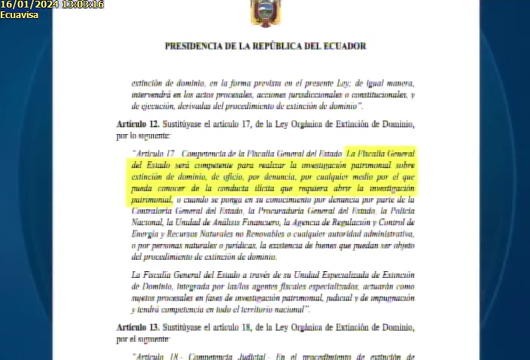 16/01/2024 13:03:16
Ecuavisa
PRESIDENCIA DE LA REPÚBLICA DEL ECUADOR
extinción de dominio, en la forma prevista en el presente Ley; de igual manera,
intervendrá en los actos procesales, acciones jurisdiccionales o constitucionales, y
de ejecución, derivadas del procedimiento de extinción de dominio".
Artículo 12. Sustitúyase el artículo 17, de la Ley Orgánica de Extinción de Dominio,
por lo siguiente:
"Artículo 17.- Competencia de la Fiscalía General del Estado. La Fiscalía General
del Estado será competente para realizar la investigación patrimonial sobre
extinción de dominio, de oficio, por denuncia, por cualquier medio por el que
pueda conocer de la conducta ilícita que requiera abrir la investigación
patrimonial, o cuando se ponga en su conocimiento por denuncia por parte de la
Contraloría General del Estado, la Procuraduría General del Estado, la Policía
Nacional, la Unidad de Análisis Financiero, la Agencia de Regulación y Control de
Energía y Recursos Naturales no Renovables o cualquier autoridad administrativa,
o por personas naturales o jurídicas, la existencia de bienes que puedan ser objeto
del procedimiento de extinción de dominio.
La Fiscalía General del Estado a través de su Unidad Especializada de Extinción
de Dominio, integrada por las/los agentes fiscales especializados, actuarán como
sujetos procesales en fases de investigación patrimonial, judicial y de impugnación
y tendrá competencia en todo el territorio nacional".
Artículo 13. Sustitúyase el artículo 18, de la Ley Orgánica de Extinción de Dominio,
por el siguiente:
"Artículo 18.- Competencia Judicial.- En el procedimiento de extinción de